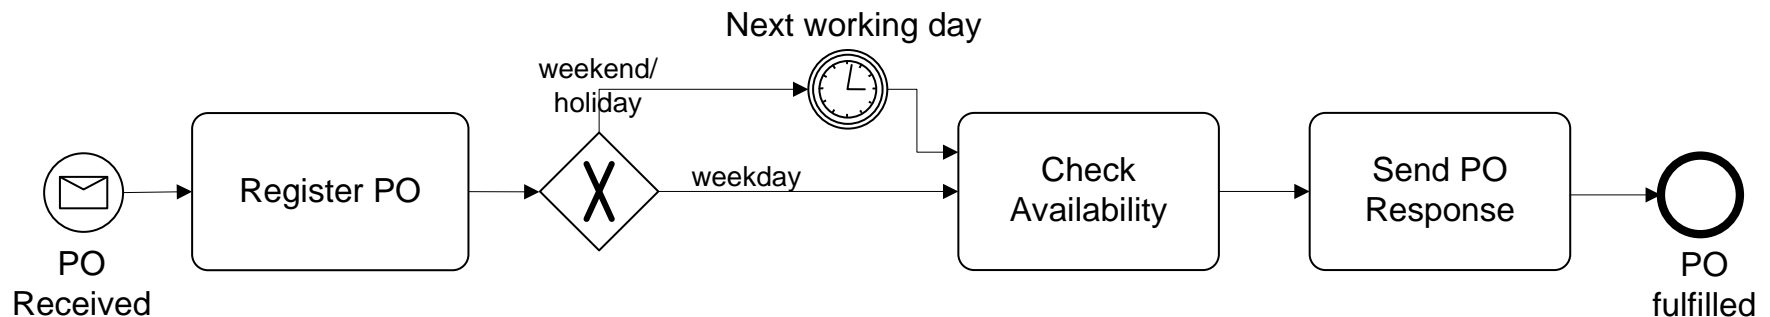 Next working day
weekend/
holiday
Register PO
weekday
Check
Availability
Send PO
Response
PO
Received
PO
fulfilled